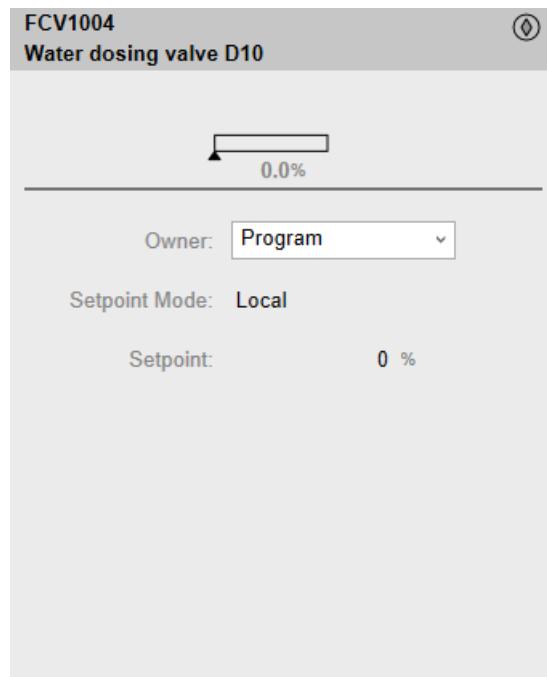 FCV1004
Water dosing valve D10
0.0%
Owner: Program
Setpoint Mode: Local
Setpoint: 0 %